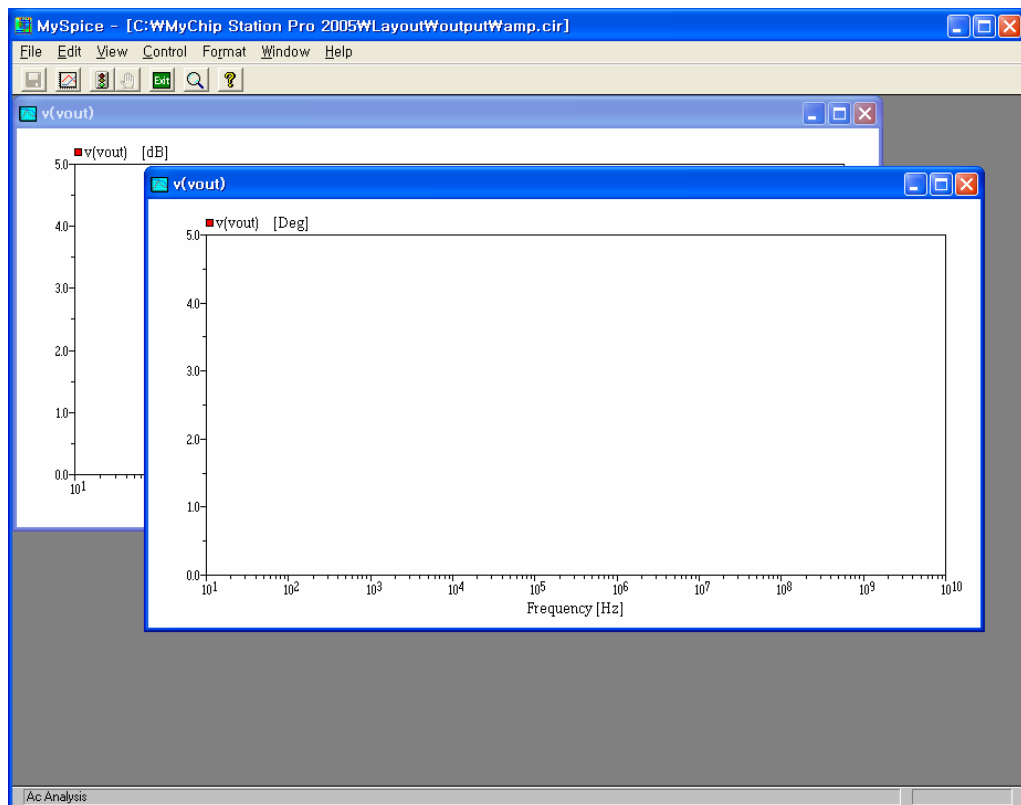 MySpice - [C:₩MyChip Station Pro 2005₩Layout₩output₩amp.cir]
File Edit View Control Format Window Help
Exit
?
v(vout)
v(vout) [dB]
5.0
4.0
3.0
2.0
1.0
0.0
10¹
v(vout)
v(vout) [Deg]
5.0
4.0
3.0
2.0
1.0
0.0
10¹ 10² 10³ 10⁴ 10⁵ 10⁶ 10⁷ 10⁸ 10⁹ 10¹⁰
Frequency [Hz]
Ac Analysis